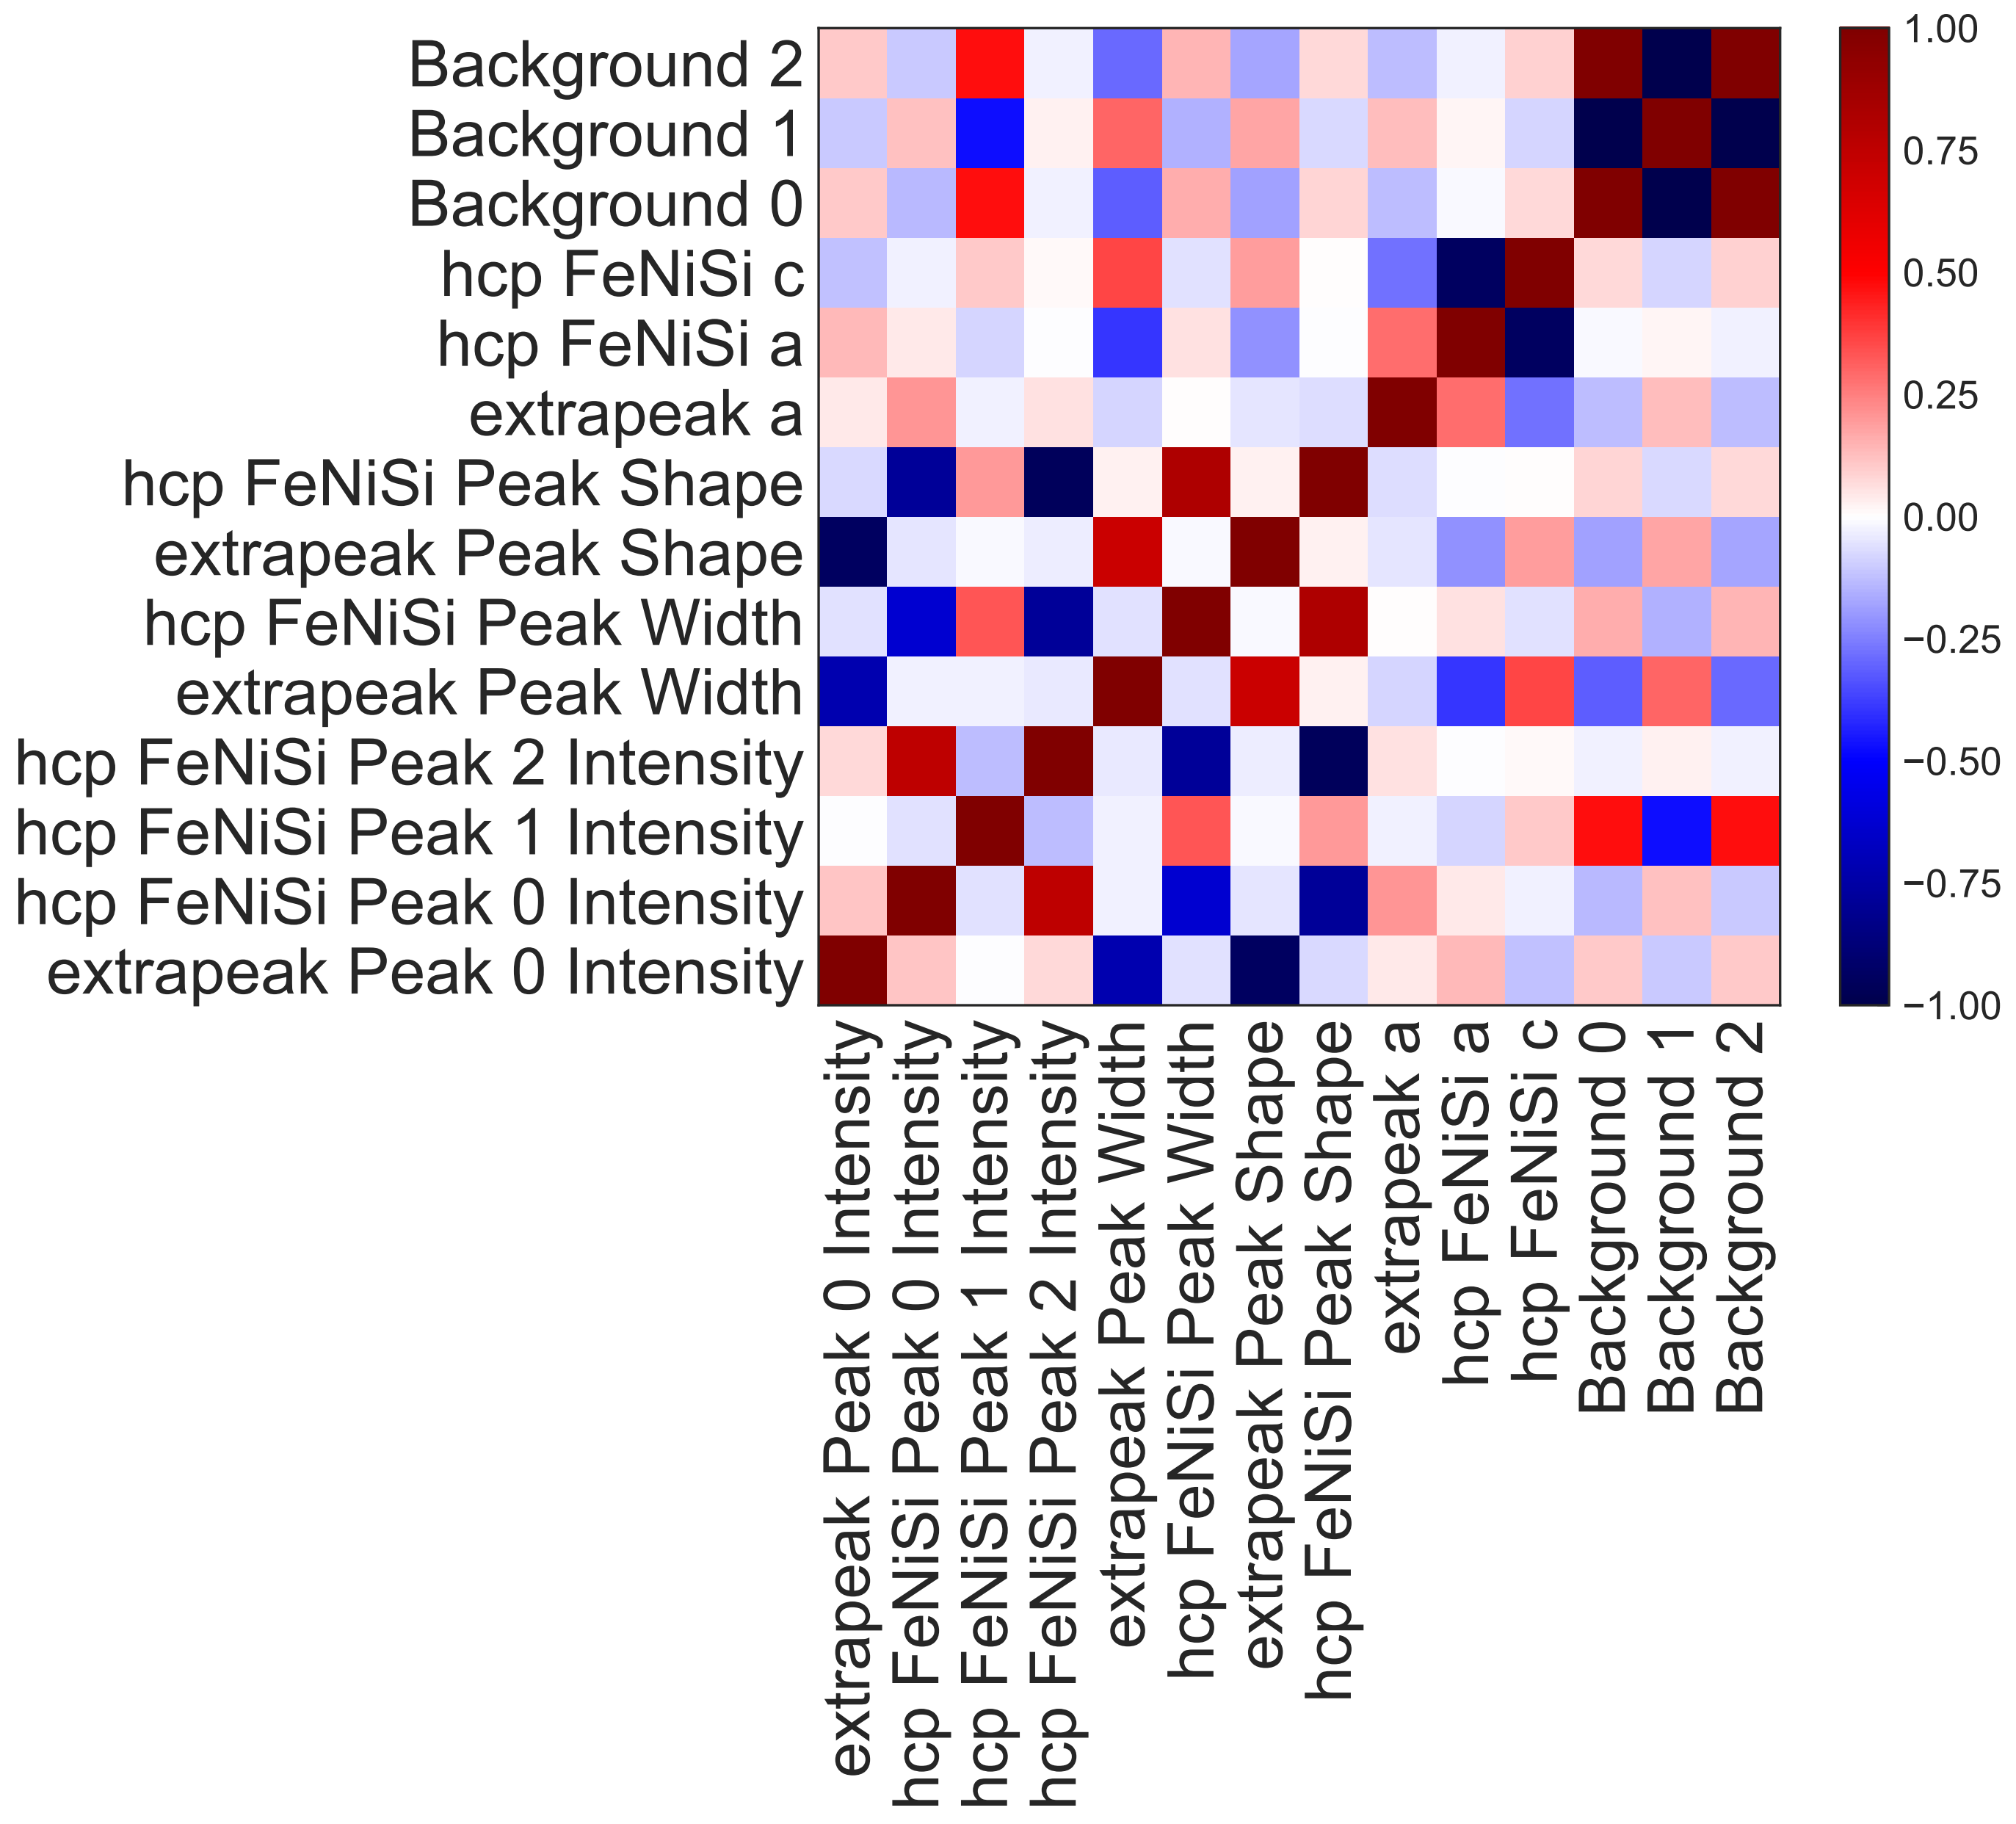 Background 2
Background 1
Background 0
hcp FeNiSi c
hcp FeNiSi a
extrapeak a
hcp FeNiSi Peak Shape
extrapeak Peak Shape
hcp FeNiSi Peak Width
extrapeak Peak Width
hcp FeNiSi Peak 2 Intensity
hcp FeNiSi Peak 1 Intensity
hcp FeNiSi Peak 0 Intensity
extrapeak Peak 0 Intensity
extrapeak Peak 0 Intensity
hcp FeNiSi Peak 0 Intensity
hcp FeNiSi Peak 1 Intensity
hcp FeNiSi Peak 2 Intensity
extrapeak Peak Width
hcp FeNiSi Peak Width
extrapeak Peak Shape
hcp FeNiSi Peak Shape
extrapeak a
hcp FeNiSi a
hcp FeNiSi c
Background 0
Background 1
Background 2
1.00
0.75
0.50
0.25
0.00
−0.25
−0.50
−0.75
−1.00